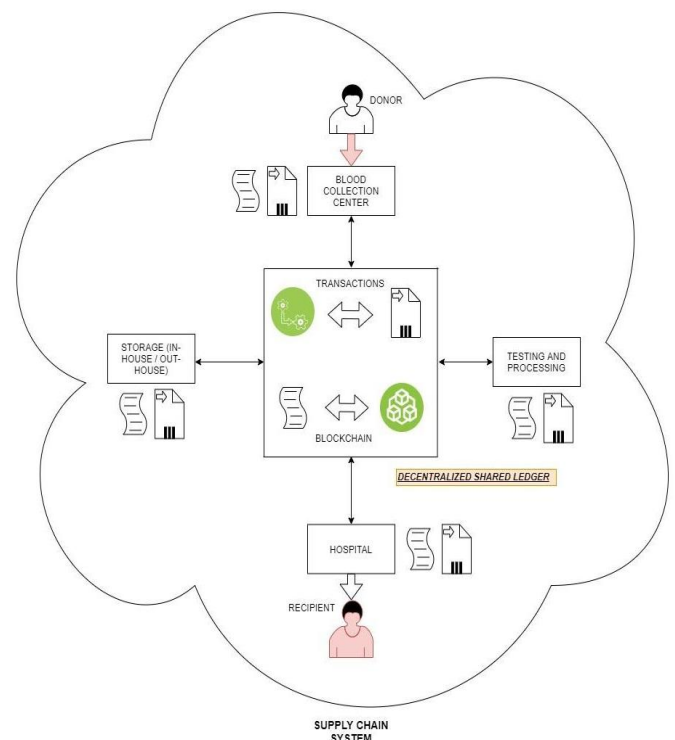 DONOR
BLOOD
COLLECTION
CENTER
TRANSACTIONS
STORAGE (IN-
HOUSE / OUT-
HOUSE)
TESTING AND
PROCESSING
BLOCKCHAIN
DECENTRALIZED SHARED LEDGER
HOSPITAL
RECIPIENT
SUPPLY CHAIN
SYSTEM